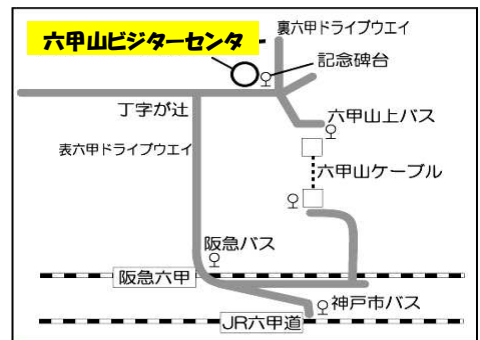 裏六甲ドライブウエイ
六甲山ビジターセンタ
記念碑台
丁字が辻
六甲山上バス
表六甲ドライブウエイ
六甲山ケーブル
阪急バス
阪急六甲
神戸市バス
JR六甲道